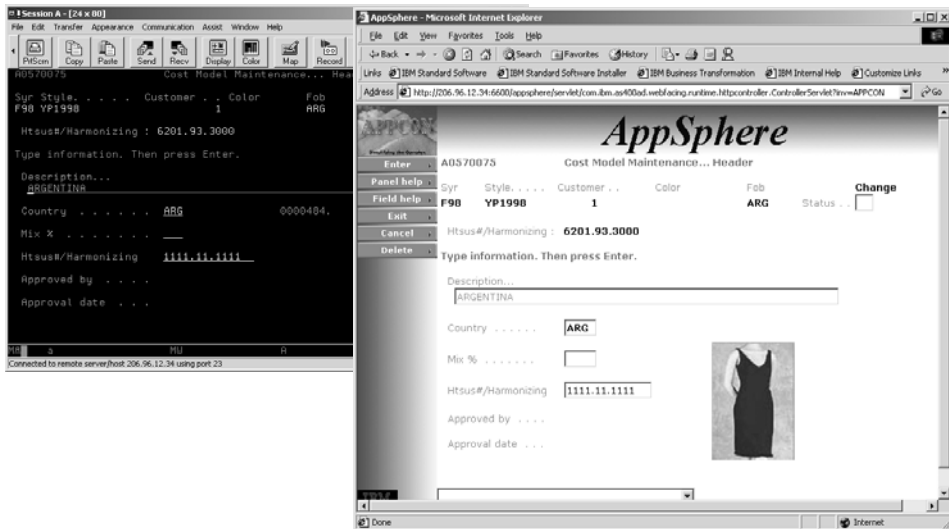 Session A - [24 x 80]
File Edit Transfer Appearance Communication Assist Window Help
PrtScrn Copy Paste Send Recv Display Color Map Record
A0570075 Cost Model Maintenance... Hea
Syr Style. . . . . Customer . . Color Fob
F98 YP1998 1 ARG
Htsus#/Harmonizing : 6201.93.3000
Type information. Then press Enter.
Description...
ARGENTINA
Country . . . . . . ARG 0000404.
Mix % . . . . . . .
Htsus#/Harmonizing 1111.11.1111
Approved by . . . .
Approval date . . .
MA a MW A
Connected to remote server/host 206.96.12.34 using port 23
AppSphere - Microsoft Internet Explorer
File Edit View Favorites Tools Help
Back Search Favorites History
Links IBM Standard Software IBM Standard Software Installer IBM Business Transformation IBM Internal Help Customize Links
Address http://206.96.12.34:6600/appsphere/servlet/com.ibm.as400ad.webfacing.runtime.httpcontroller.ControllerServlet?inv=APPCON Go
APPCON
AppSphere
Enter
Panel help
Field help
Exit
Cancel
Delete
A0570075 Cost Model Maintenance... Header
Syr Style. . . . . Customer . . Color Fob Change
F98 YP1998 1 ARG Status . .
Htsus#/Harmonizing : 6201.93.3000
Type information. Then press Enter.
Description...
ARGENTINA
Country . . . . . . ARG
Mix % . . . . . . .
Htsus#/Harmonizing 1111.11.1111
Approved by . . . .
Approval date . . .
IBM
Done Internet